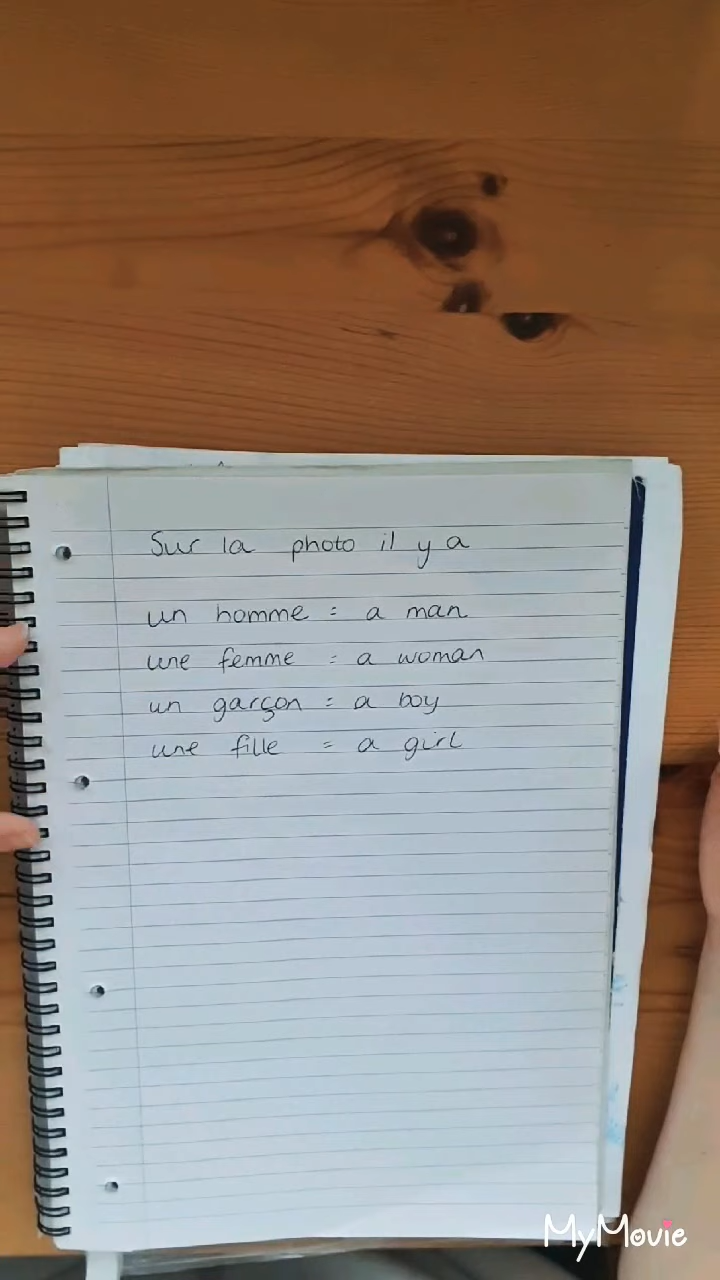 Sur la photo il y a
un homme = a man
une femme = a woman
un garçon = a boy
une fille = a girl
MyMovie